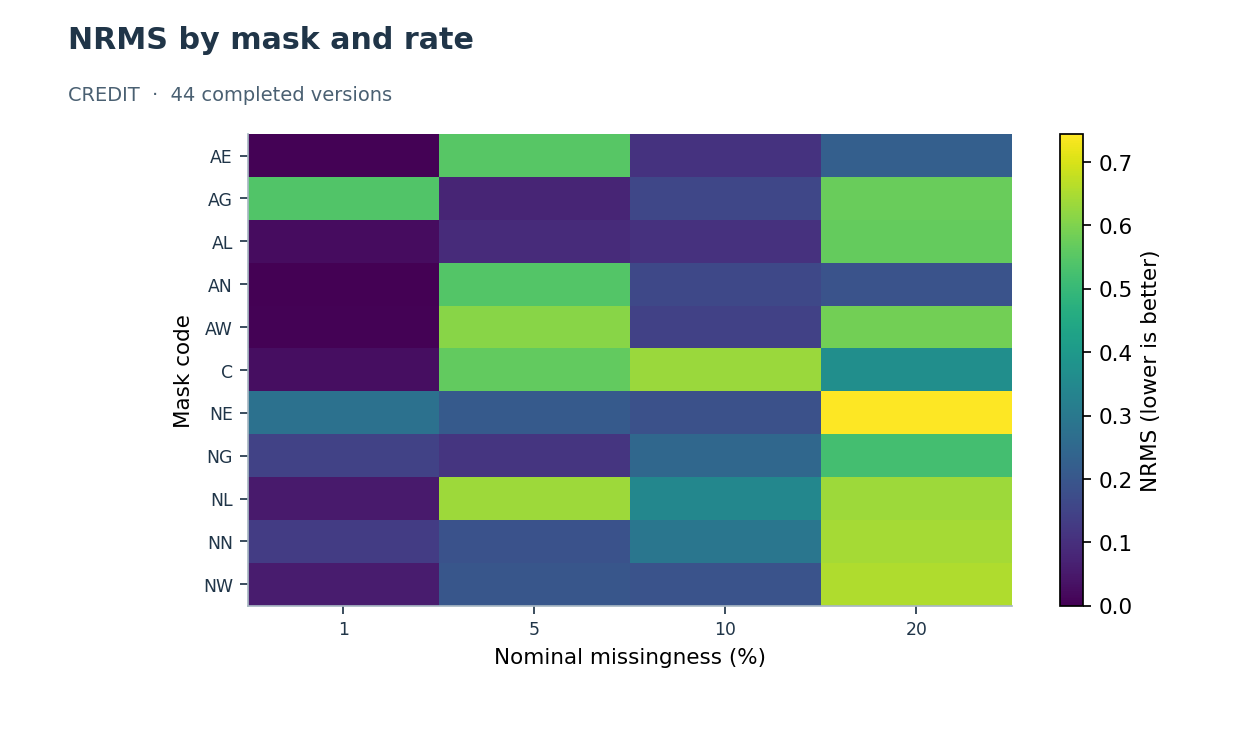 NRMS by mask and rate
CREDIT · 44 completed versions
Mask code
AE
AG
AL
AN
AW
C
NE
NG
NL
NN
NW
1 5 10 20
Nominal missingness (%)
0.7
0.6
0.5
0.4
0.3
0.2
0.1
0.0
NRMS (lower is better)